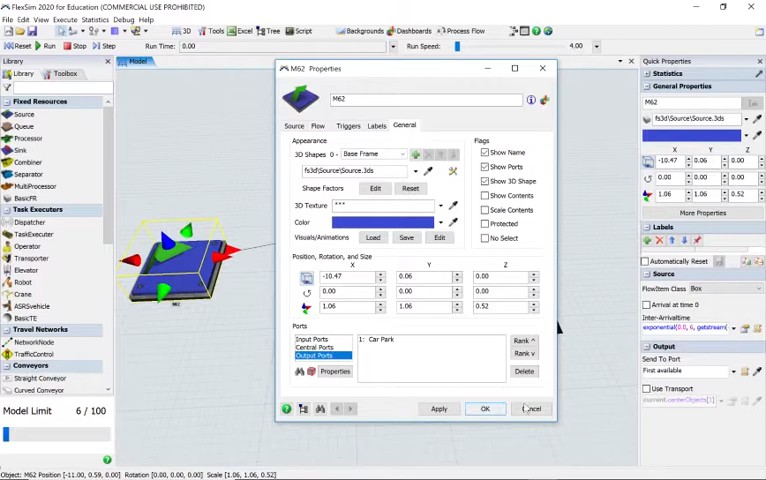 FlexSim 2020 for Education (COMMERCIAL USE PROHIBITED)
File Edit View Execute Statistics Debug Help
3D Tools Excel Tree Script Backgrounds Dashboards Process Flow
Reset Run Stop Step Run Time: 0.00 Run Speed: 4.00
Library
Library Toolbox
Fixed Resources
Source
Queue
Processor
Sink
Combiner
Separator
MultiProcessor
BasicFR
Task Executers
Dispatcher
TaskExecuter
Operator
Transporter
Elevator
Robot
Crane
ASRSvehicle
BasicTE
Travel Networks
NetworkNode
TrafficControl
Conveyors
Straight Conveyor
Curved Conveyor
Model Limit 6 / 100
Model
M62
M62 Properties
M62
Source Flow Triggers Labels General
Appearance
3D Shapes 0 - Base Frame
fs3d\Source\Source.3ds
Shape Factors Edit Reset
3D Texture ***
Color
Visuals/Animations Load Save Edit
Flags
Show Name
Show Ports
Show 3D Shape
Show Contents
Scale Contents
Protected
No Select
Position, Rotation, and Size
X Y Z
-10.47 0.06 0.00
0.00 0.00 0.00
1.06 1.06 0.52
Ports
Input Ports
Central Ports
Output Ports
1: Car Park
Rank ^
Rank v
Delete
Properties
Apply OK Cancel
Quick Properties
Statistics
General Properties
M62
fs3d\Source\Source.3ds
X Y Z
-10.47 0.06 0.00
0.00 0.00 0.00
1.06 1.06 0.52
More Properties
Labels
Automatically Reset
Source
FlowItem Class Box
Arrival at time 0
Inter-Arrivaltime
exponential(0.0, 6, getstream(
Output
Send To Port
First available
Use Transport
current.centerObjects[1]
Object: M62 Position [-11.00, 0.59, 0.00] Rotation [0.00, 0.00, 0.00] Scale [1.06, 1.06, 0.52]